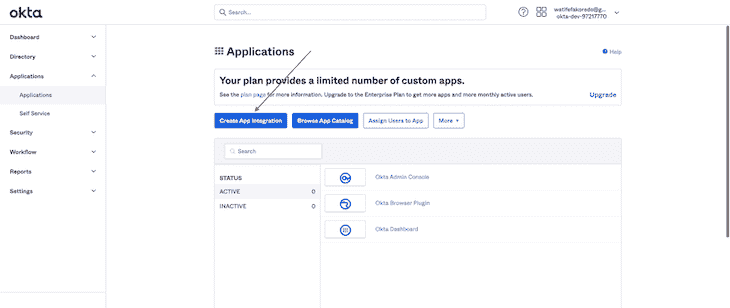 okta
Search...
watifefakoredo@g...
okta-dev-97217770
Dashboard
Directory
Applications
Applications
Self Service
Security
Workflow
Reports
Settings
Applications
Help
Your plan provides a limited number of custom apps.
See the plan page for more information. Upgrade to the Enterprise Plan to get more apps and more monthly active users.
Upgrade
Create App Integration
Browse App Catalog
Assign Users to App
More
Search
STATUS
ACTIVE 0
INACTIVE 0
Okta Admin Console
Okta Browser Plugin
Okta Dashboard